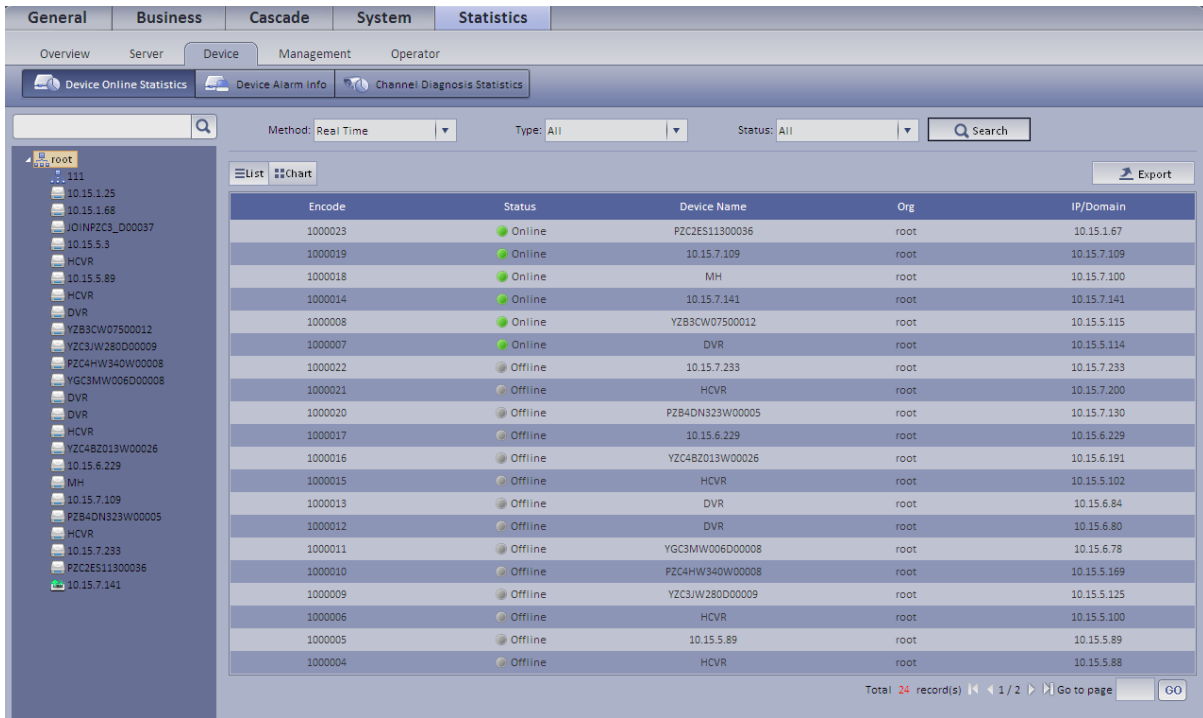 General Business Cascade System Statistics
Overview Server Device Management Operator
Device Online Statistics Device Alarm Info Channel Diagnosis Statistics
Method: Real Time Type: All Status: All Search
root
111
10.15.1.25
10.15.1.68
JOINPZC3_D00037
10.15.5.3
HCVR
10.15.5.89
HCVR
DVR
YZB3CW07500012
YZC3JW280D00009
PZC4HW340W00008
YGC3MW006D00008
DVR
DVR
HCVR
YZC4BZ013W00026
10.15.6.229
MH
10.15.7.109
PZB4DN323W00005
HCVR
10.15.7.233
PZC2ES11300036
10.15.7.141
List Chart Export
Encode Status Device Name Org IP/Domain
1000023 Online PZC2ES11300036 root 10.15.1.67
1000019 Online 10.15.7.109 root 10.15.7.109
1000018 Online MH root 10.15.7.100
1000014 Online 10.15.7.141 root 10.15.7.141
1000008 Online YZB3CW07500012 root 10.15.5.115
1000007 Online DVR root 10.15.5.114
1000022 Offline 10.15.7.233 root 10.15.7.233
1000021 Offline HCVR root 10.15.7.200
1000020 Offline PZB4DN323W00005 root 10.15.7.130
1000017 Offline 10.15.6.229 root 10.15.6.229
1000016 Offline YZC4BZ013W00026 root 10.15.6.191
1000015 Offline HCVR root 10.15.5.102
1000013 Offline DVR root 10.15.6.84
1000012 Offline DVR root 10.15.6.80
1000011 Offline YGC3MW006D00008 root 10.15.6.78
1000010 Offline PZC4HW340W00008 root 10.15.5.169
1000009 Offline YZC3JW280D00009 root 10.15.5.125
1000006 Offline HCVR root 10.15.5.100
1000005 Offline 10.15.5.89 root 10.15.5.89
1000004 Offline HCVR root 10.15.5.88
Total 24 record(s) 1 / 2 Go to page GO